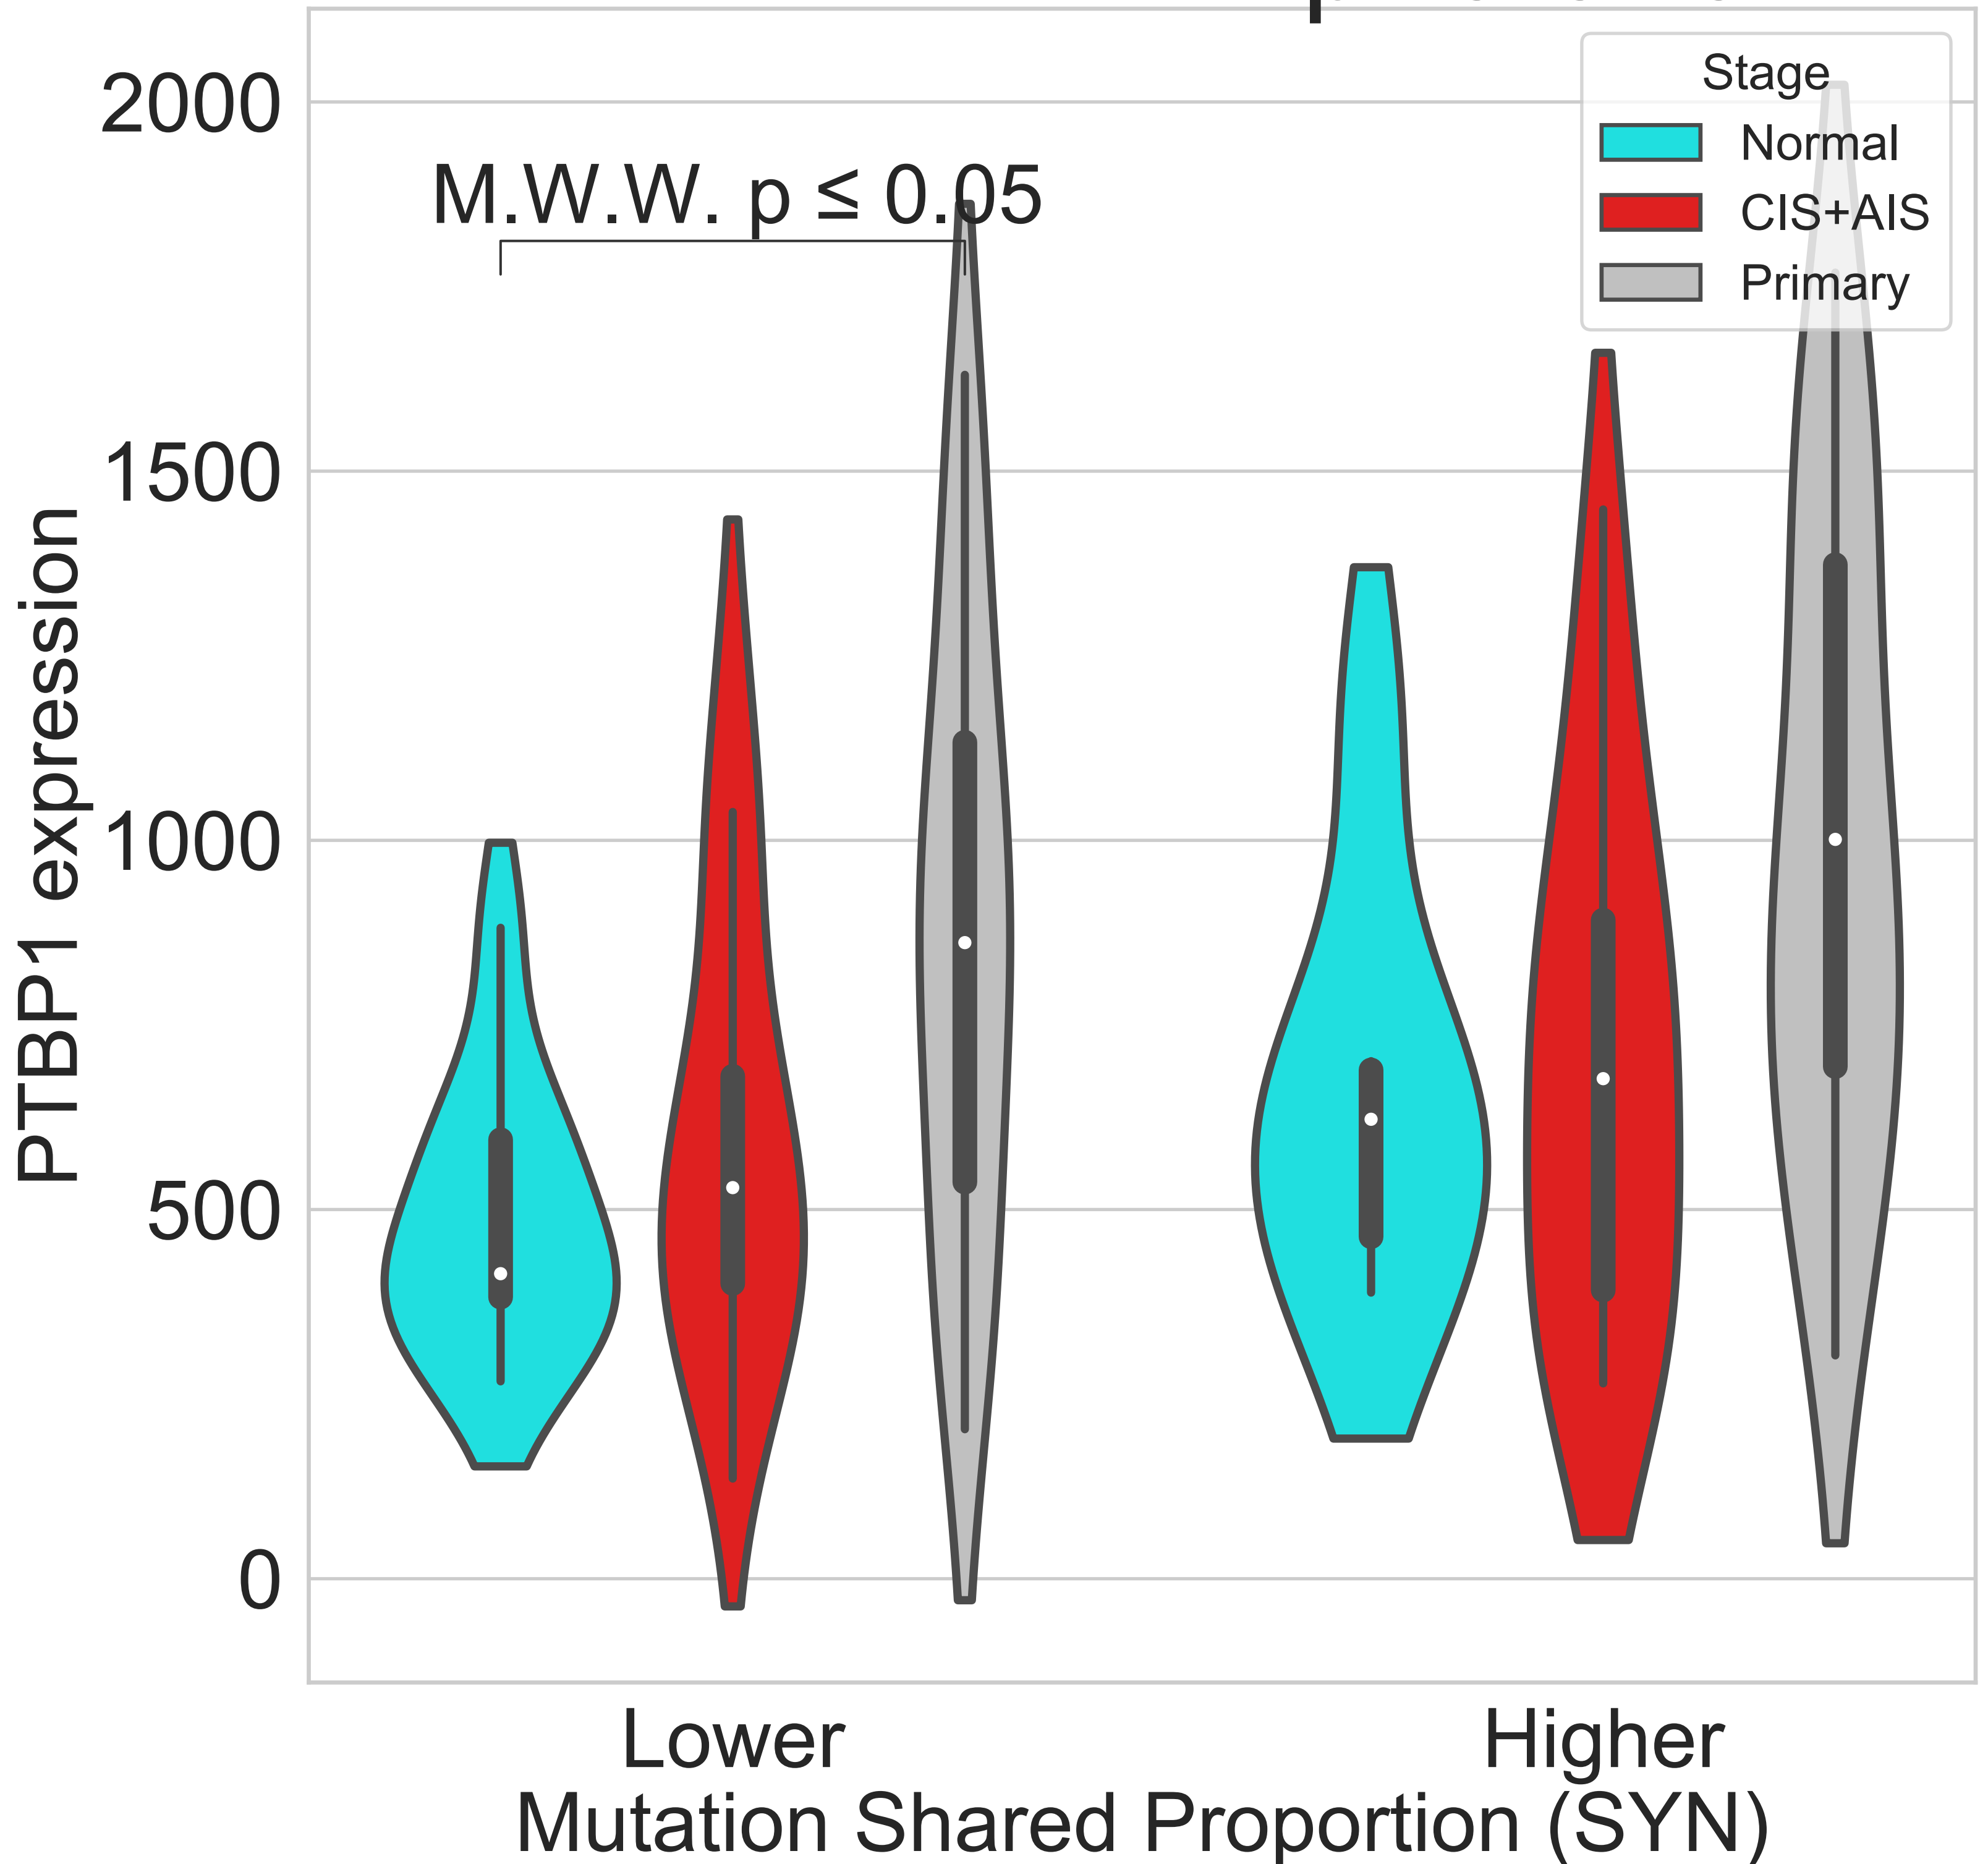 Stage
Normal
CIS+AIS
Primary
M.W.W. p ≤ 0.05
2000
1500
1000
500
0
PTBP1 expression
Lower
Higher
Mutation Shared Proportion (SYN)